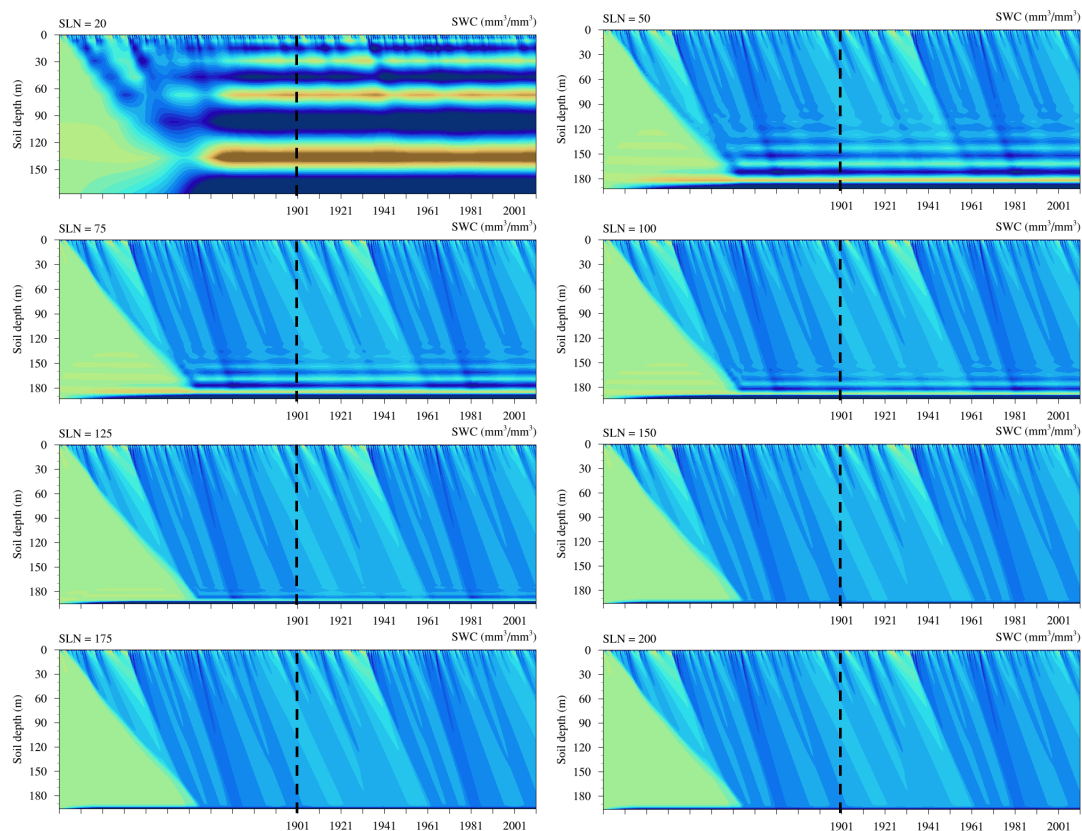 SLN = 20 SWC (mm³/mm³)
0
30
60
90
120
150
Soil depth (m)
1901 1921 1941 1961 1981 2001
SLN = 50 SWC (mm³/mm³)
0
30
60
90
120
150
180
Soil depth (m)
1901 1921 1941 1961 1981 2001
SLN = 75 SWC (mm³/mm³)
0
30
60
90
120
150
180
Soil depth (m)
1901 1921 1941 1961 1981 2001
SLN = 100 SWC (mm³/mm³)
0
30
60
90
120
150
180
Soil depth (m)
1901 1921 1941 1961 1981 2001
SLN = 125 SWC (mm³/mm³)
0
30
60
90
120
150
180
Soil depth (m)
1901 1921 1941 1961 1981 2001
SLN = 150 SWC (mm³/mm³)
0
30
60
90
120
150
180
Soil depth (m)
1901 1921 1941 1961 1981 2001
SLN = 175 SWC (mm³/mm³)
0
30
60
90
120
150
180
Soil depth (m)
1901 1921 1941 1961 1981 2001
SLN = 200 SWC (mm³/mm³)
0
30
60
90
120
150
180
Soil depth (m)
1901 1921 1941 1961 1981 2001